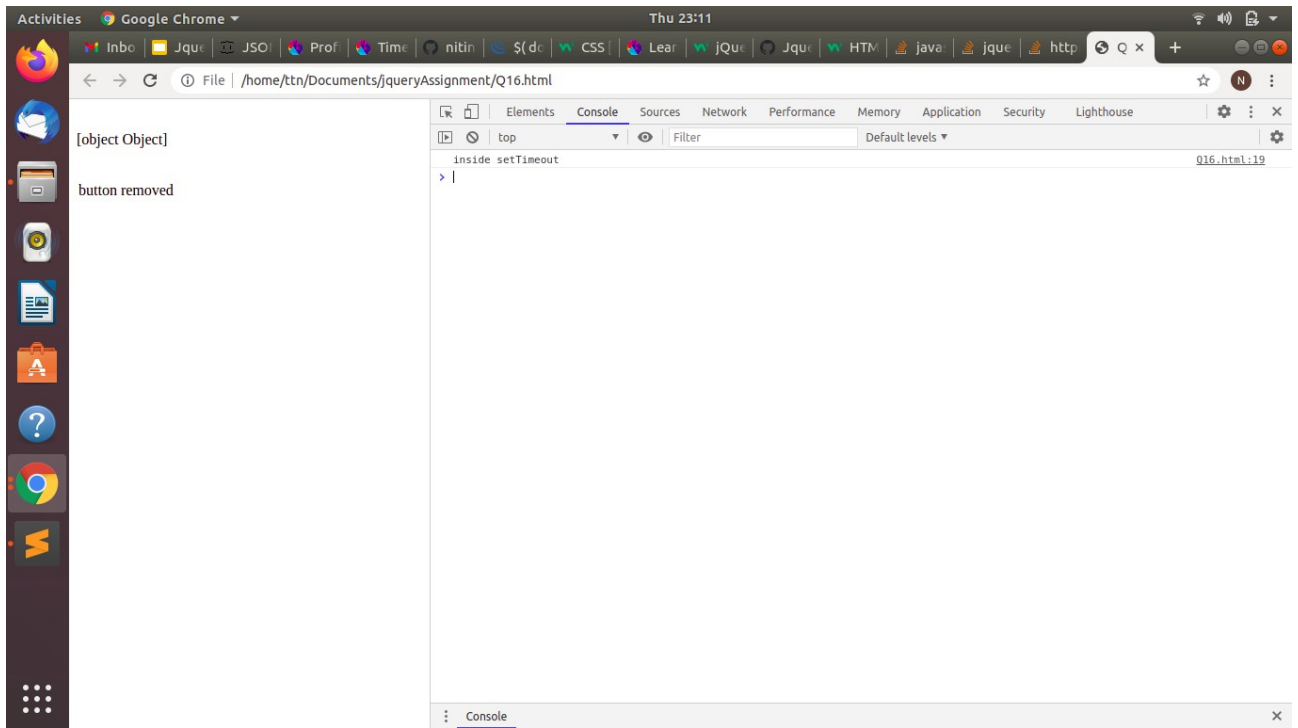 Activities Google Chrome ▾ Thu 23:11
Inbo Jque JSO Profi Time nitin $(dc CSS Lear jQue Jque HTM java: jque http Q × +
File | /home/ttn/Documents/jqueryAssignment/Q16.html N
Elements Console Sources Network Performance Memory Application Security Lighthouse
top Filter Default levels ▾
[object Object]
inside setTimeout Q16.html:19
>
button removed
Console